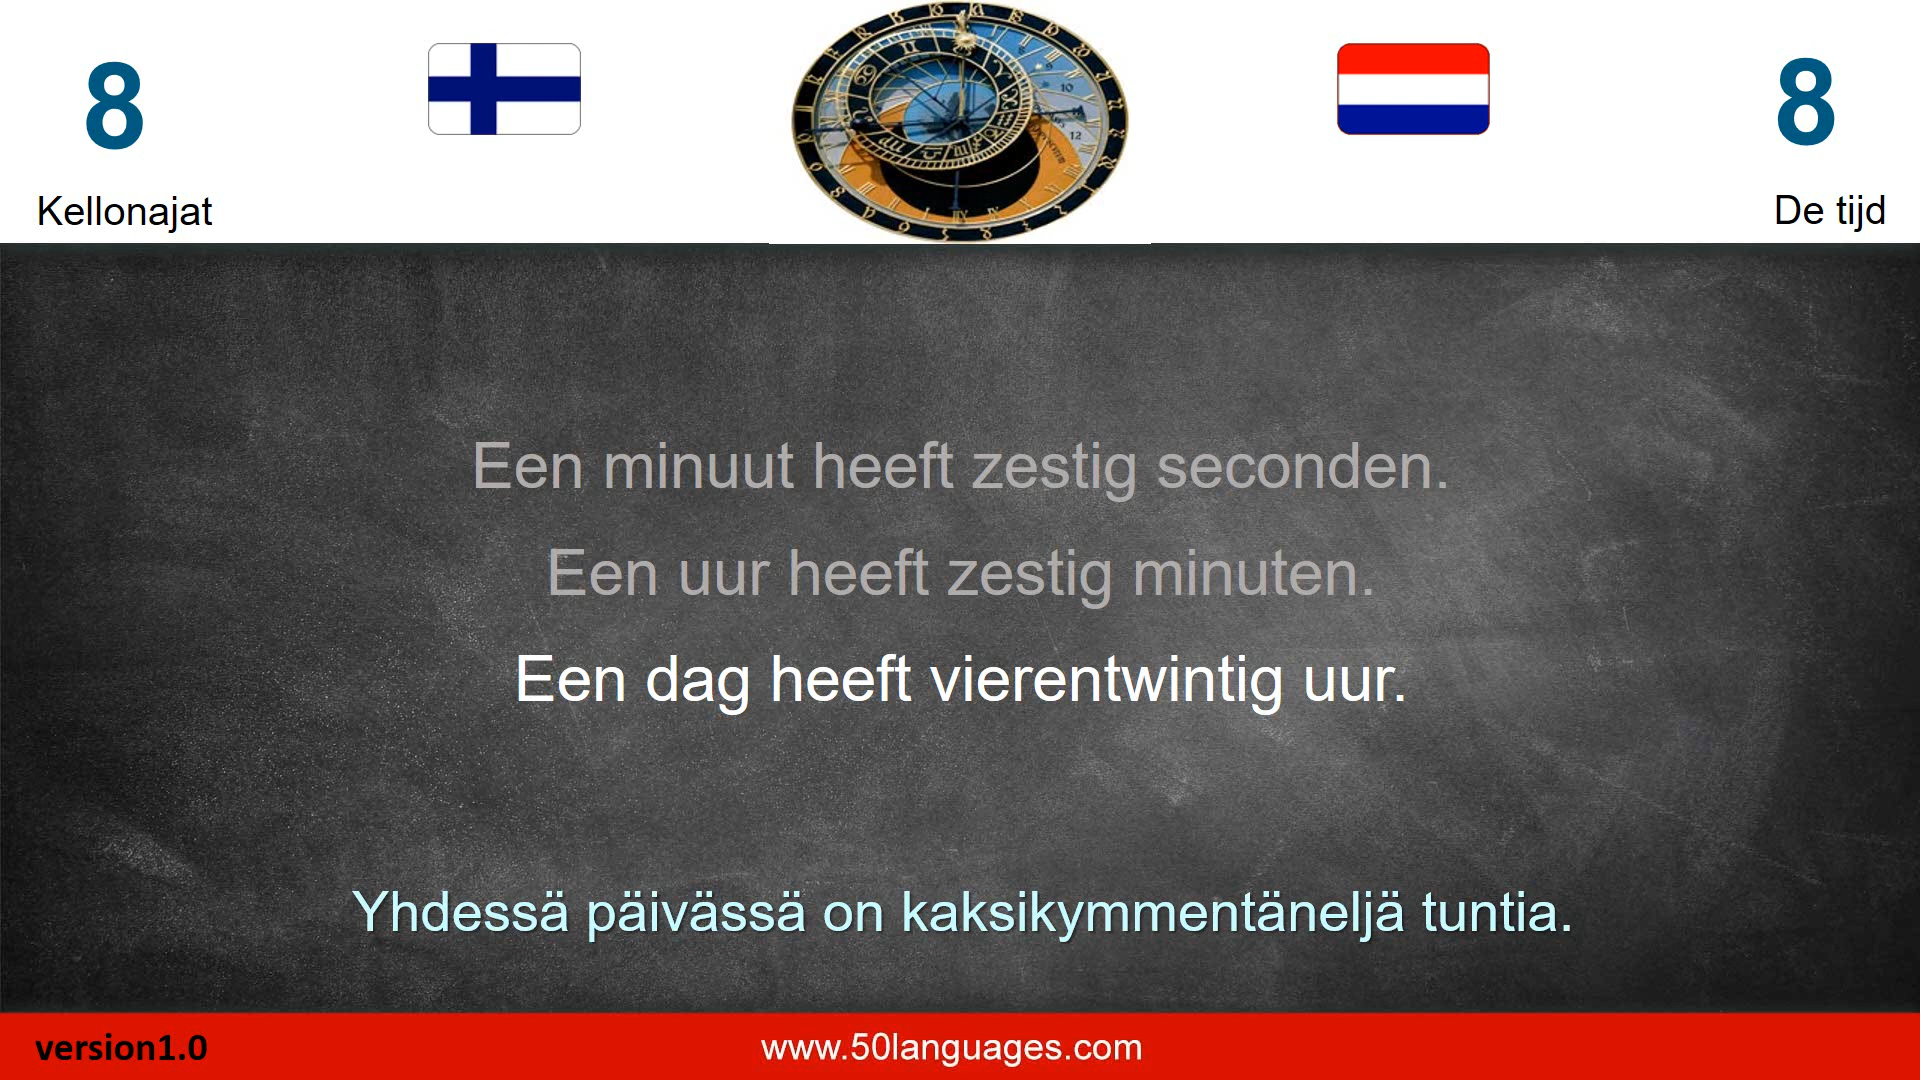 8
8
Kellonajat
De tijd
Een minuut heeft zestig seconden.
Een uur heeft zestig minuten.
Een dag heeft vierentwintig uur.
Yhdessä päivässä on kaksikymmentäneljä tuntia.
version1.0
www.50languages.com